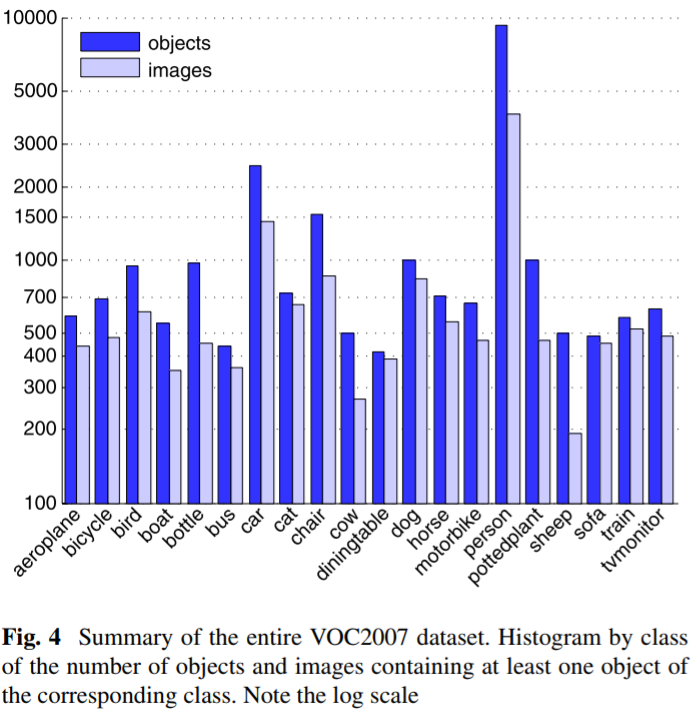 10000
objects
images
5000
3000
2000
1500
1000
700
500
400
300
200
100
aeroplane
bicycle
bird
boat
bottle
bus
car
cat
chair
cow
diningtable
dog
horse
motorbike
person
pottedplant
sheep
sofa
train
tvmonitor
Fig. 4 Summary of the entire VOC2007 dataset. Histogram by class
of the number of objects and images containing at least one object of
the corresponding class. Note the log scale